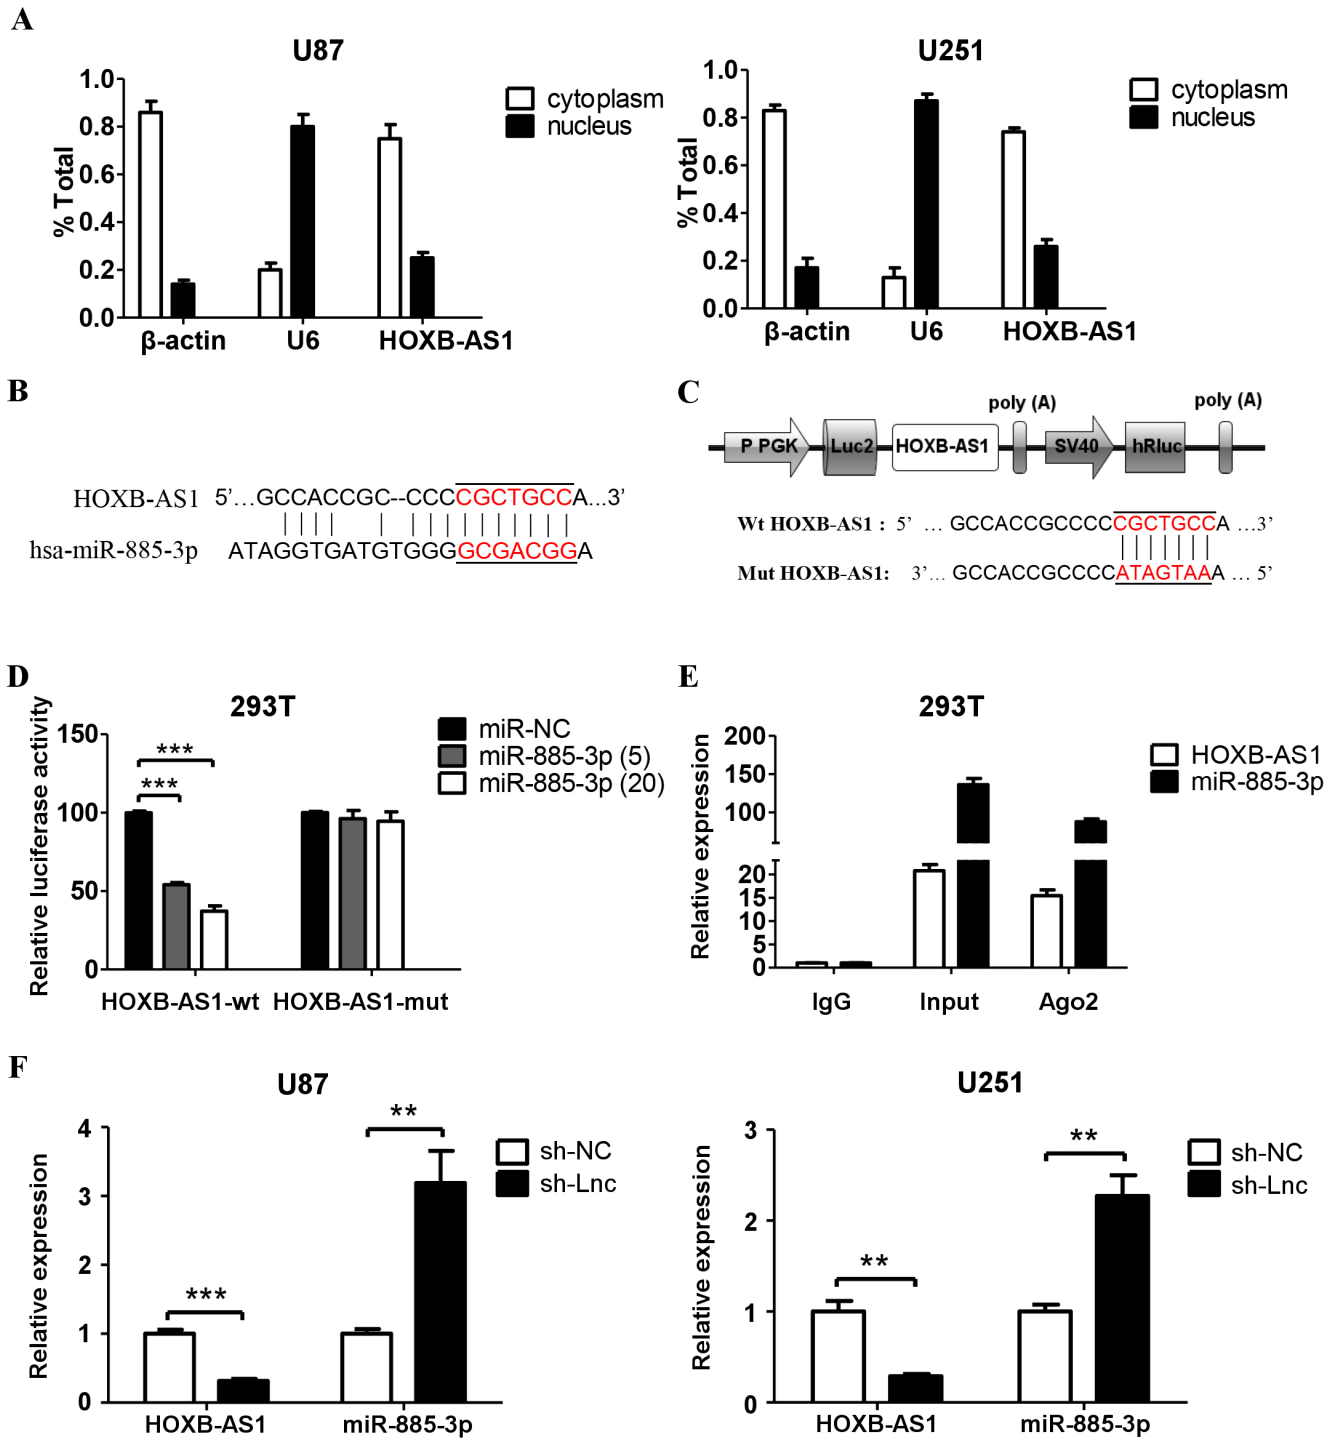 A
U87
% Total
1.0
0.8
0.6
0.4
0.2
0.0
β-actin
U6
HOXB-AS1
cytoplasm
nucleus
U251
% Total
1.0
0.8
0.6
0.4
0.2
0.0
β-actin
U6
HOXB-AS1
cytoplasm
nucleus
B
HOXB-AS1 5’...GCCACCGC--CCCCGCTGCCA...3’
hsa-miR-885-3p ATAGGTGATGTGGGGCGACGGA
C
poly (A)
poly (A)
P PGK
Luc2
HOXB-AS1
SV40
hRluc
Wt HOXB-AS1 : 5’ ... GCCACCGCCCCCGCTGCCA ...3’
Mut HOXB-AS1: 3’... GCCACCGCCCCATAGTAAA ... 5’
D
293T
Relative luciferase activity
150
100
50
0
***
***
HOXB-AS1-wt
HOXB-AS1-mut
miR-NC
miR-885-3p (5)
miR-885-3p (20)
E
293T
Relative expression
200
150
100
20
15
10
5
0
IgG
Input
Ago2
HOXB-AS1
miR-885-3p
F
U87
Relative expression
4
3
2
1
0
***
**
HOXB-AS1
miR-885-3p
sh-NC
sh-Lnc
U251
Relative expression
3
2
1
0
**
**
HOXB-AS1
miR-885-3p
sh-NC
sh-Lnc